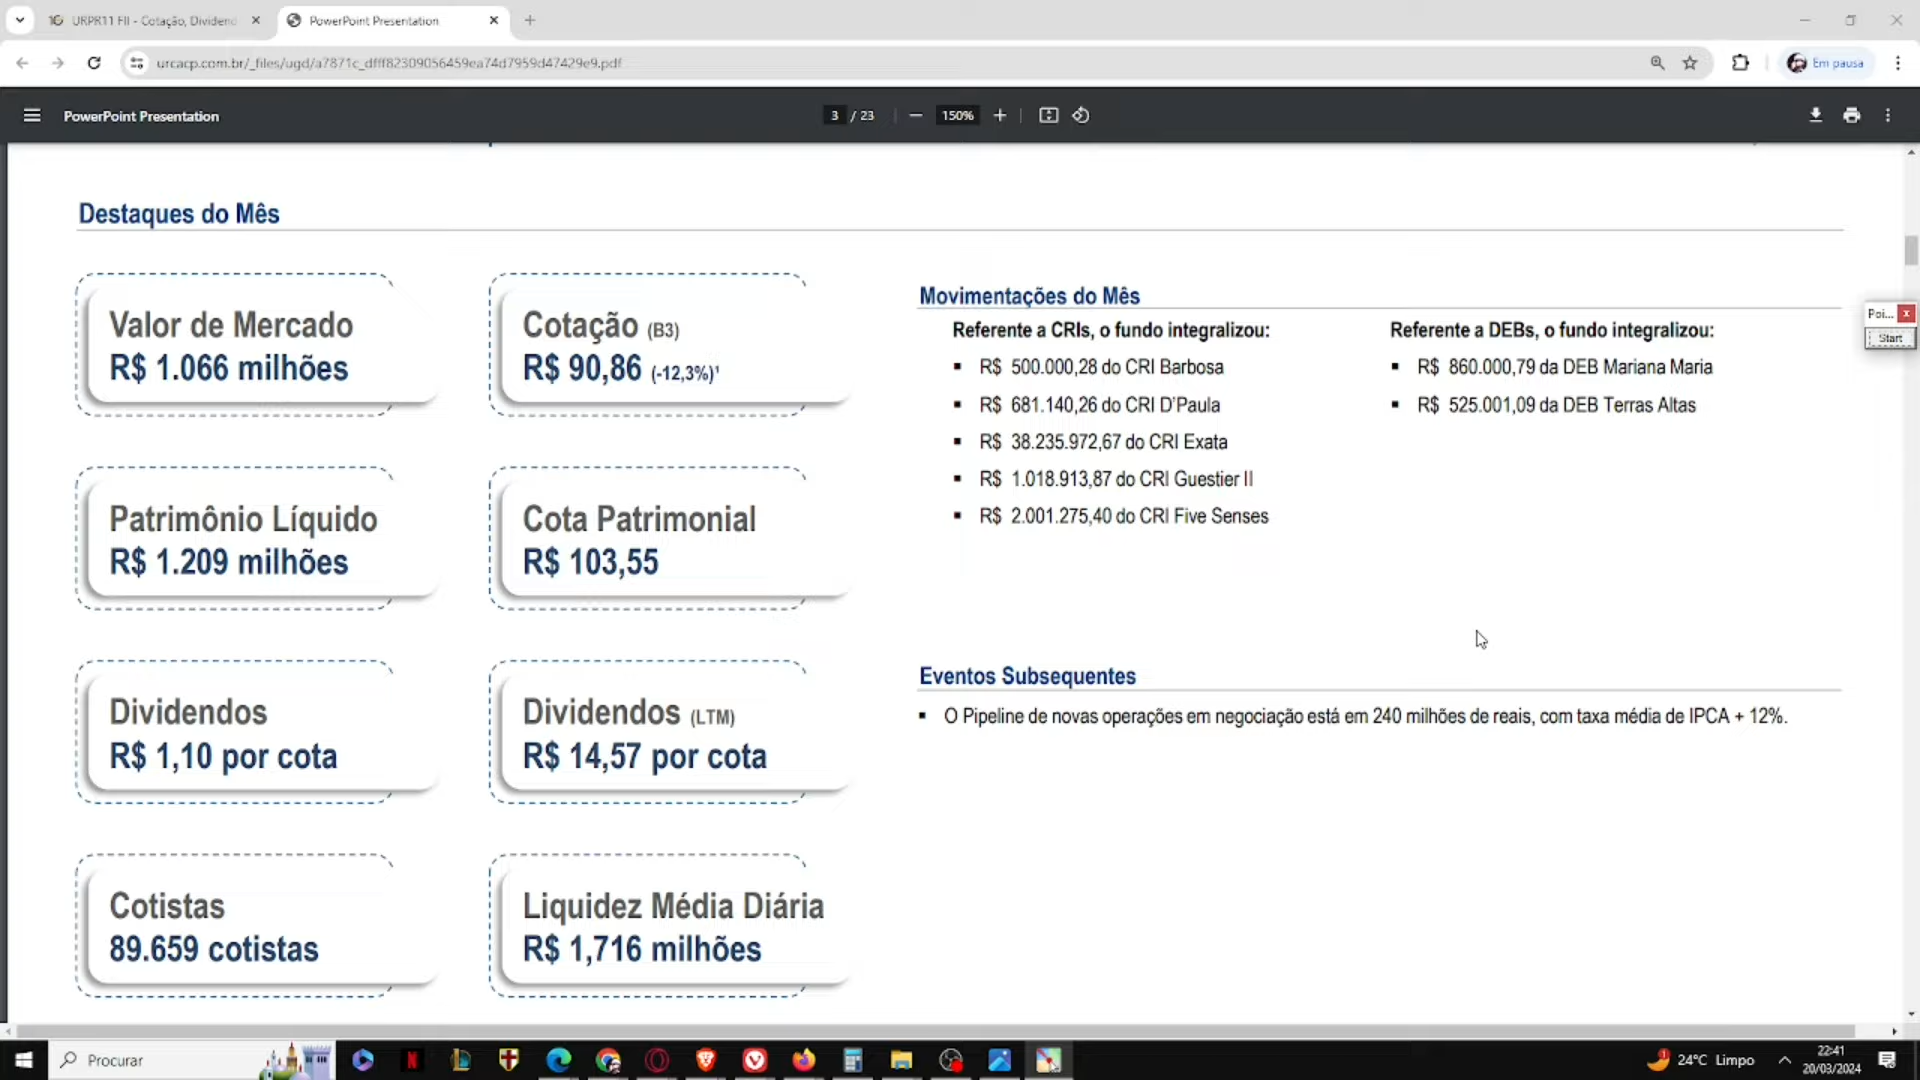 URPR11 FII - Cotação, Dividend
PowerPoint Presentation
urcacp.com.br/_files/ugd/a7871c_dfff82309056459ea74d7959d47429e9.pdf
Em pausa
PowerPoint Presentation
3 / 23
150%
Destaques do Mês
Valor de Mercado
R$ 1.066 milhões
Cotação (B3)
R$ 90,86 (-12,3%)¹
Patrimônio Líquido
R$ 1.209 milhões
Cota Patrimonial
R$ 103,55
Dividendos
R$ 1,10 por cota
Dividendos (LTM)
R$ 14,57 por cota
Cotistas
89.659 cotistas
Liquidez Média Diária
R$ 1,716 milhões
Movimentações do Mês
Referente a CRIs, o fundo integralizou:
▪ R$ 500.000,28 do CRI Barbosa
▪ R$ 681.140,26 do CRI D'Paula
▪ R$ 38.235.972,67 do CRI Exata
▪ R$ 1.018.913,87 do CRI Guestier II
▪ R$ 2.001.275,40 do CRI Five Senses
Referente a DEBs, o fundo integralizou:
▪ R$ 860.000,79 da DEB Mariana Maria
▪ R$ 525.001,09 da DEB Terras Altas
Eventos Subsequentes
▪ O Pipeline de novas operações em negociação está em 240 milhões de reais, com taxa média de IPCA + 12%.
Poi...
Start
Procurar
24°C Limpo
22:41
20/03/2024